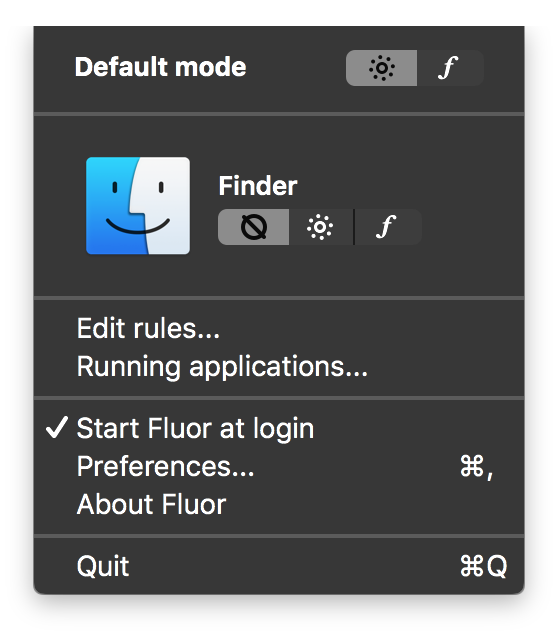 Default mode
f
Finder
f
Edit rules...
Running applications...
✓ Start Fluor at login
Preferences... ⌘,
About Fluor
Quit ⌘Q